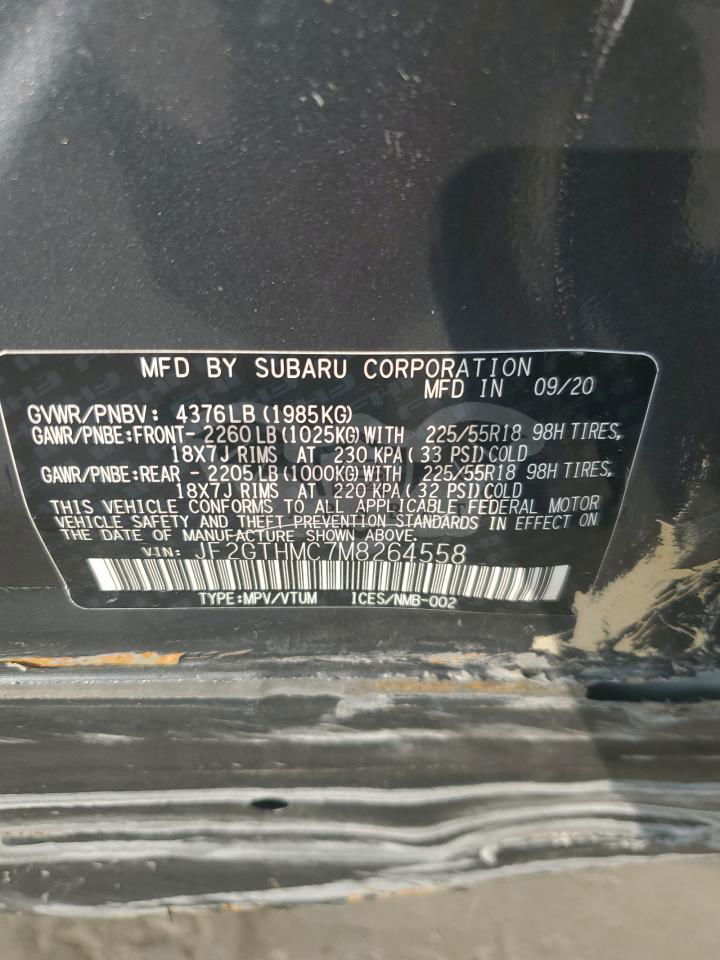 MFD BY SUBARU CORPORATION
MFD IN 09/20
GVWR/PNBV: 4376LB(1985KG)
GAWR/PNBE:FRONT- 2260LB(1025KG)WITH 225/55R18 98H TIRES,
18X7J RIMS AT 230 KPA(33 PSI)COLD
GAWR/PNBE:REAR - 2205LB(1000KG)WITH 225/55R18 98H TIRES,
18X7J RIMS AT 220 KPA(32 PSI)COLD
THIS VEHICLE CONFORMS TO ALL APPLICABLE FEDERAL MOTOR
VEHICLE SAFETY AND THEFT PREVENTION STANDARDS IN EFFECT ON
THE DATE OF MANUFACTURE SHOWN ABOVE.
VIN: JF2GTHMC7M8264558
TYPE:MPV/VTUM ICES/NMB-002